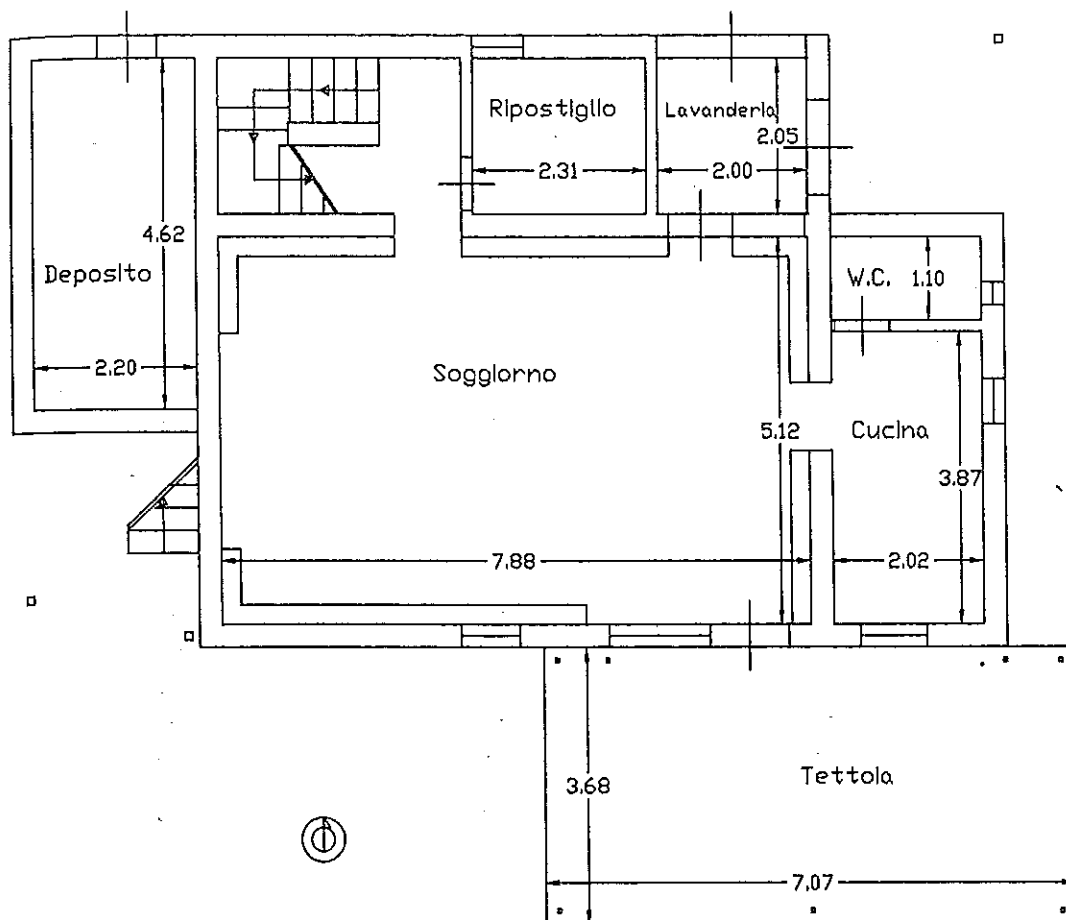 Ripostiglio
Lavanderia
2.05
2.31
2.00
4.62
Deposito
W.C.
1.10
2.20
Soggiorno
5.12
Cucina
3.87
7.88
2.02
3.68
Tettoia
7.07